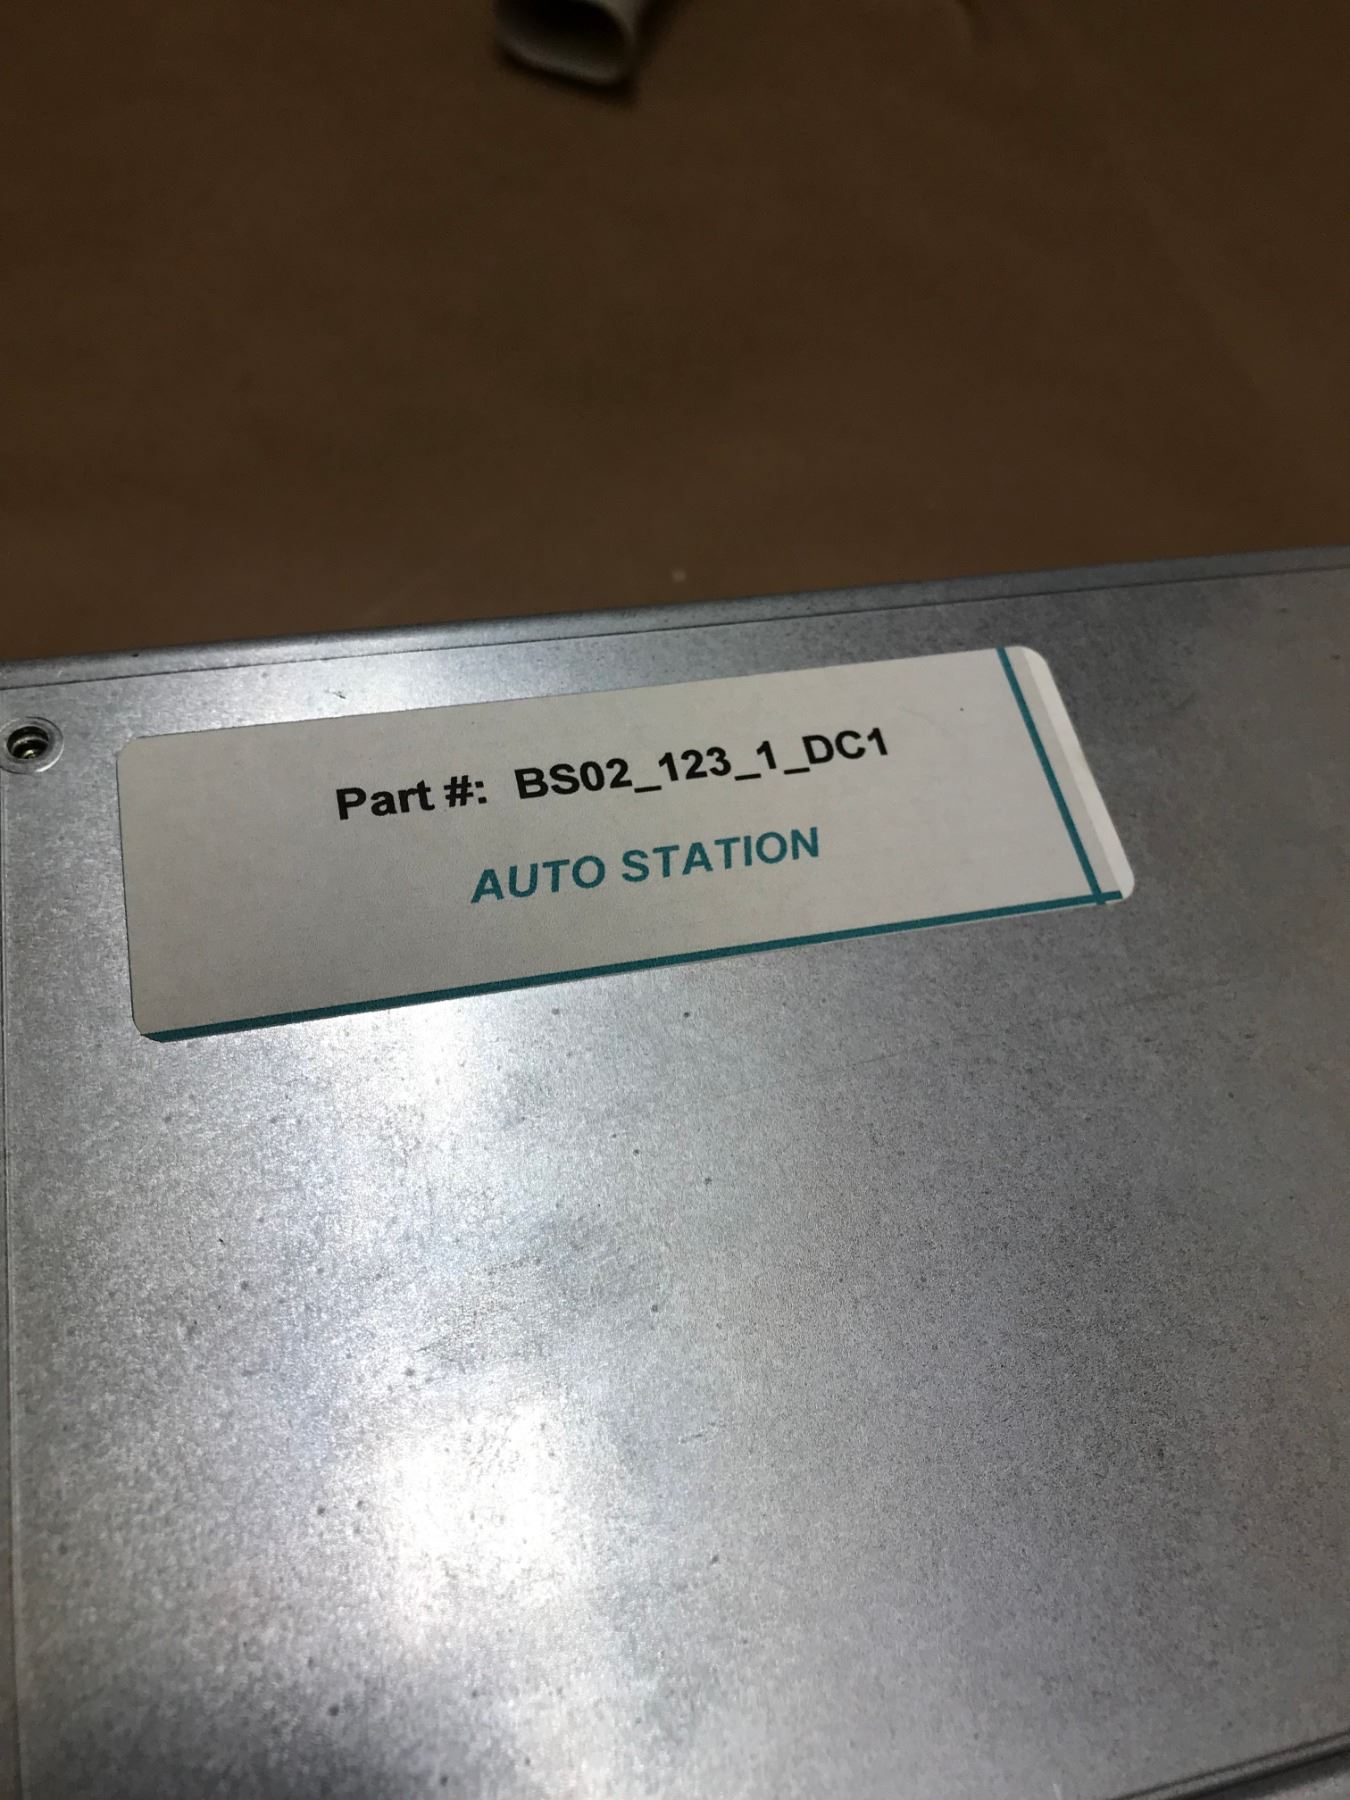 Part #: BS02_123_1_DC1
AUTO STATION